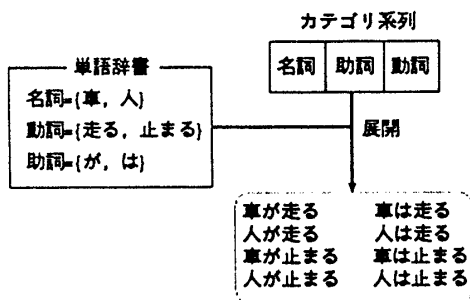 カテゴリ系列
名詞 助詞 動詞
単語辞書
名詞={車，人}
動詞={走る，止まる}
助詞={が，は}
展開
車が走る 車は走る
人が走る 人は走る
車が止まる 車は止まる
人が止まる 人は止まる